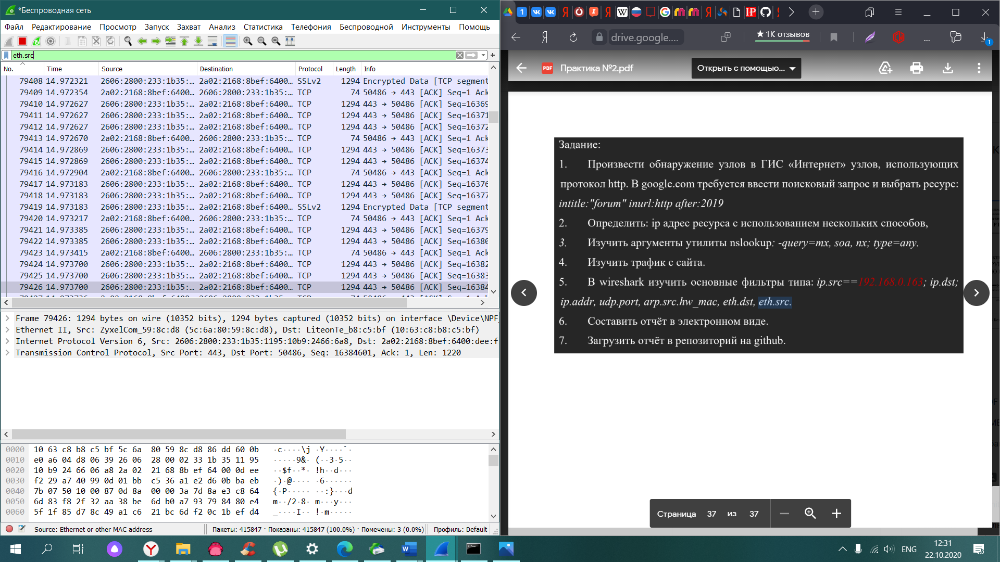 *Беспроводная сеть
Файл Редактирование Просмотр Запуск Захват Анализ Статистика Телефония Беспроводной Инструменты Помощь
eth.src
No. Time Source Destination Protocol Length Info
79408 14.972321 2606:2800:233:1b35:… 2a02:2168:8bef:6400… SSLv2 1294 Encrypted Data [TCP segment
79409 14.972354 2a02:2168:8bef:6400… 2606:2800:233:1b35:… TCP 74 50486 → 443 [ACK] Seq=1 Ack
79410 14.972627 2606:2800:233:1b35:… 2a02:2168:8bef:6400… TCP 1294 443 → 50486 [ACK] Seq=16369
79411 14.972627 2606:2800:233:1b35:… 2a02:2168:8bef:6400… TCP 1294 443 → 50486 [ACK] Seq=16371
79412 14.972627 2606:2800:233:1b35:… 2a02:2168:8bef:6400… TCP 1294 443 → 50486 [ACK] Seq=16372
79413 14.972670 2a02:2168:8bef:6400… 2606:2800:233:1b35:… TCP 74 50486 → 443 [ACK] Seq=1 Ack
79414 14.972869 2606:2800:233:1b35:… 2a02:2168:8bef:6400… TCP 1294 443 → 50486 [ACK] Seq=16373
79415 14.972869 2606:2800:233:1b35:… 2a02:2168:8bef:6400… TCP 1294 443 → 50486 [ACK] Seq=16374
79416 14.972904 2a02:2168:8bef:6400… 2606:2800:233:1b35:… TCP 74 50486 → 443 [ACK] Seq=1 Ack
79417 14.973183 2606:2800:233:1b35:… 2a02:2168:8bef:6400… TCP 1294 443 → 50486 [ACK] Seq=16376
79418 14.973183 2606:2800:233:1b35:… 2a02:2168:8bef:6400… TCP 1294 443 → 50486 [ACK] Seq=16377
79419 14.973183 2606:2800:233:1b35:… 2a02:2168:8bef:6400… SSLv2 1294 Encrypted Data [TCP segment
79420 14.973217 2a02:2168:8bef:6400… 2606:2800:233:1b35:… TCP 74 50486 → 443 [ACK] Seq=1 Ack
79421 14.973385 2606:2800:233:1b35:… 2a02:2168:8bef:6400… TCP 1294 443 → 50486 [ACK] Seq=16379
79422 14.973385 2606:2800:233:1b35:… 2a02:2168:8bef:6400… TCP 1294 443 → 50486 [ACK] Seq=16380
79423 14.973415 2a02:2168:8bef:6400… 2606:2800:233:1b35:… TCP 74 50486 → 443 [ACK] Seq=1 Ack
79424 14.973700 2606:2800:233:1b35:… 2a02:2168:8bef:6400… TCP 1294 443 → 50486 [ACK] Seq=16382
79425 14.973700 2606:2800:233:1b35:… 2a02:2168:8bef:6400… TCP 1294 443 → 50486 [ACK] Seq=16383
79426 14.973700 2606:2800:233:1b35:… 2a02:2168:8bef:6400… TCP 1294 443 → 50486 [ACK] Seq=16384
Frame 79426: 1294 bytes on wire (10352 bits), 1294 bytes captured (10352 bits) on interface \Device\NPF_
Ethernet II, Src: ZyxelCom_59:8c:d8 (5c:6a:80:59:8c:d8), Dst: LiteonTe_b8:c5:bf (10:63:c8:b8:c5:bf)
Internet Protocol Version 6, Src: 2606:2800:233:1b35:1195:10b9:2466:6a8, Dst: 2a02:2168:8bef:6400:dee:f
Transmission Control Protocol, Src Port: 443, Dst Port: 50486, Seq: 16384601, Ack: 1, Len: 1220
0000 10 63 c8 b8 c5 bf 5c 6a 80 59 8c d8 86 dd 60 0b ·c····\j ·Y····`·
0010 e0 a6 04 d8 06 39 26 06 28 00 02 33 1b 35 11 95 ·····9&· (··3·5··
0020 10 b9 24 66 06 a8 2a 02 21 68 8b ef 64 00 0d ee ··$f··*· !h··d···
0030 f2 29 a7 40 99 0d 01 bb c5 36 a1 e2 d6 0b ba eb ·)·@···· ·6······
0040 7b 07 50 10 00 87 0d 8a 00 00 3a 7d 8a e3 c8 64 {·P····· ··:}···d
0050 6d 83 f8 2f 32 aa 38 be 6d b0 a7 93 79 84 80 e4 m··/2·8· m···y···
0060 5f 1f 85 d7 8c 49 a1 c6 21 bc 6d f2 0c 1b ef d4 _····I·· !·m·····
Source: Ethernet or other MAC address
Пакеты: 415847 · Показаны: 415847 (100.0%) · Помечены: 3 (0.0%)
Профиль: Default
drive.google....
★ 1K отзывов
PDF Практика №2.pdf
Открыть с помощью...
Задание:
1. Произвести обнаружение узлов в ГИС «Интернет» узлов, использующих
протокол http. В google.com требуется ввести поисковый запрос и выбрать ресурс:
intitle:"forum" inurl:http after:2019
2. Определить: ip адрес ресурса с использованием нескольких способов,
3. Изучить аргументы утилиты nslookup: -query=mx, soa, nx; type=any.
4. Изучить трафик с сайта.
5. В wireshark изучить основные фильтры типа: ip.src==192.168.0.163; ip.dst;
ip.addr, udp.port, arp.src.hw_mac, eth.dst, eth.src.
6. Составить отчёт в электронном виде.
7. Загрузить отчёт в репозиторий на github.
Страница 37 из 37
ENG
12:31
22.10.2020